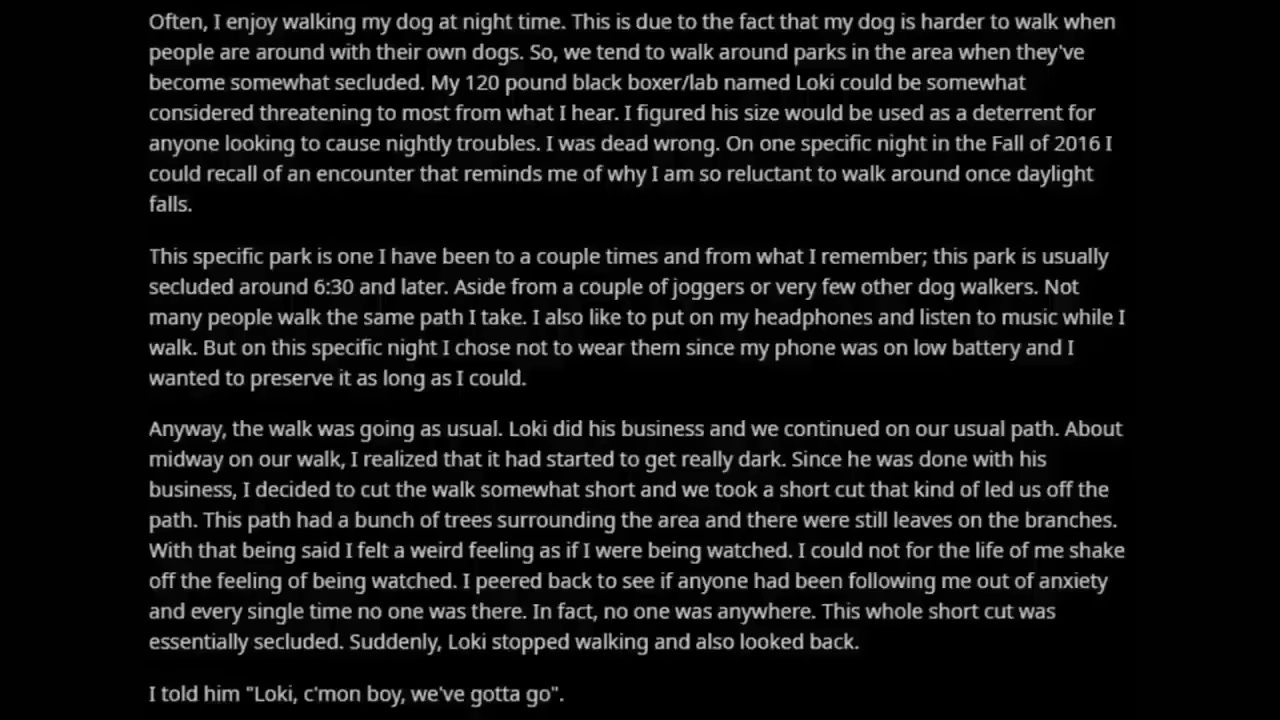 Often, I enjoy walking my dog at night time. This is due to the fact that my dog is harder to walk when
people are around with their own dogs. So, we tend to walk around parks in the area when they've
become somewhat secluded. My 120 pound black boxer/lab named Loki could be somewhat
considered threatening to most from what I hear. I figured his size would be used as a deterrent for
anyone looking to cause nightly troubles. I was dead wrong. On one specific night in the Fall of 2016 I
could recall of an encounter that reminds me of why I am so reluctant to walk around once daylight
falls.
This specific park is one I have been to a couple times and from what I remember; this park is usually
secluded around 6:30 and later. Aside from a couple of joggers or very few other dog walkers. Not
many people walk the same path I take. I also like to put on my headphones and listen to music while I
walk. But on this specific night I chose not to wear them since my phone was on low battery and I
wanted to preserve it as long as I could.
Anyway, the walk was going as usual. Loki did his business and we continued on our usual path. About
midway on our walk, I realized that it had started to get really dark. Since he was done with his
business, I decided to cut the walk somewhat short and we took a short cut that kind of led us off the
path. This path had a bunch of trees surrounding the area and there were still leaves on the branches.
With that being said I felt a weird feeling as if I were being watched. I could not for the life of me shake
off the feeling of being watched. I peered back to see if anyone had been following me out of anxiety
and every single time no one was there. In fact, no one was anywhere. This whole short cut was
essentially secluded. Suddenly, Loki stopped walking and also looked back.
I told him "Loki, c'mon boy, we've gotta go".